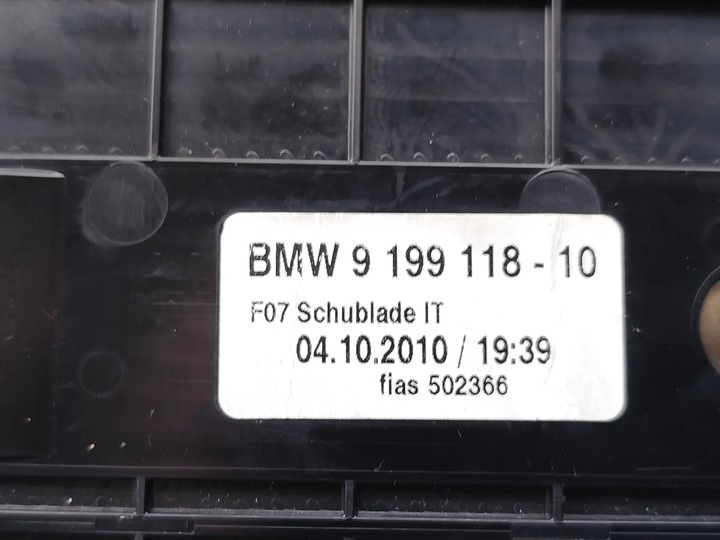 BMW 9 199 118 - 10
F07 Schublade IT
04.10.2010 / 19:39
fias 502366